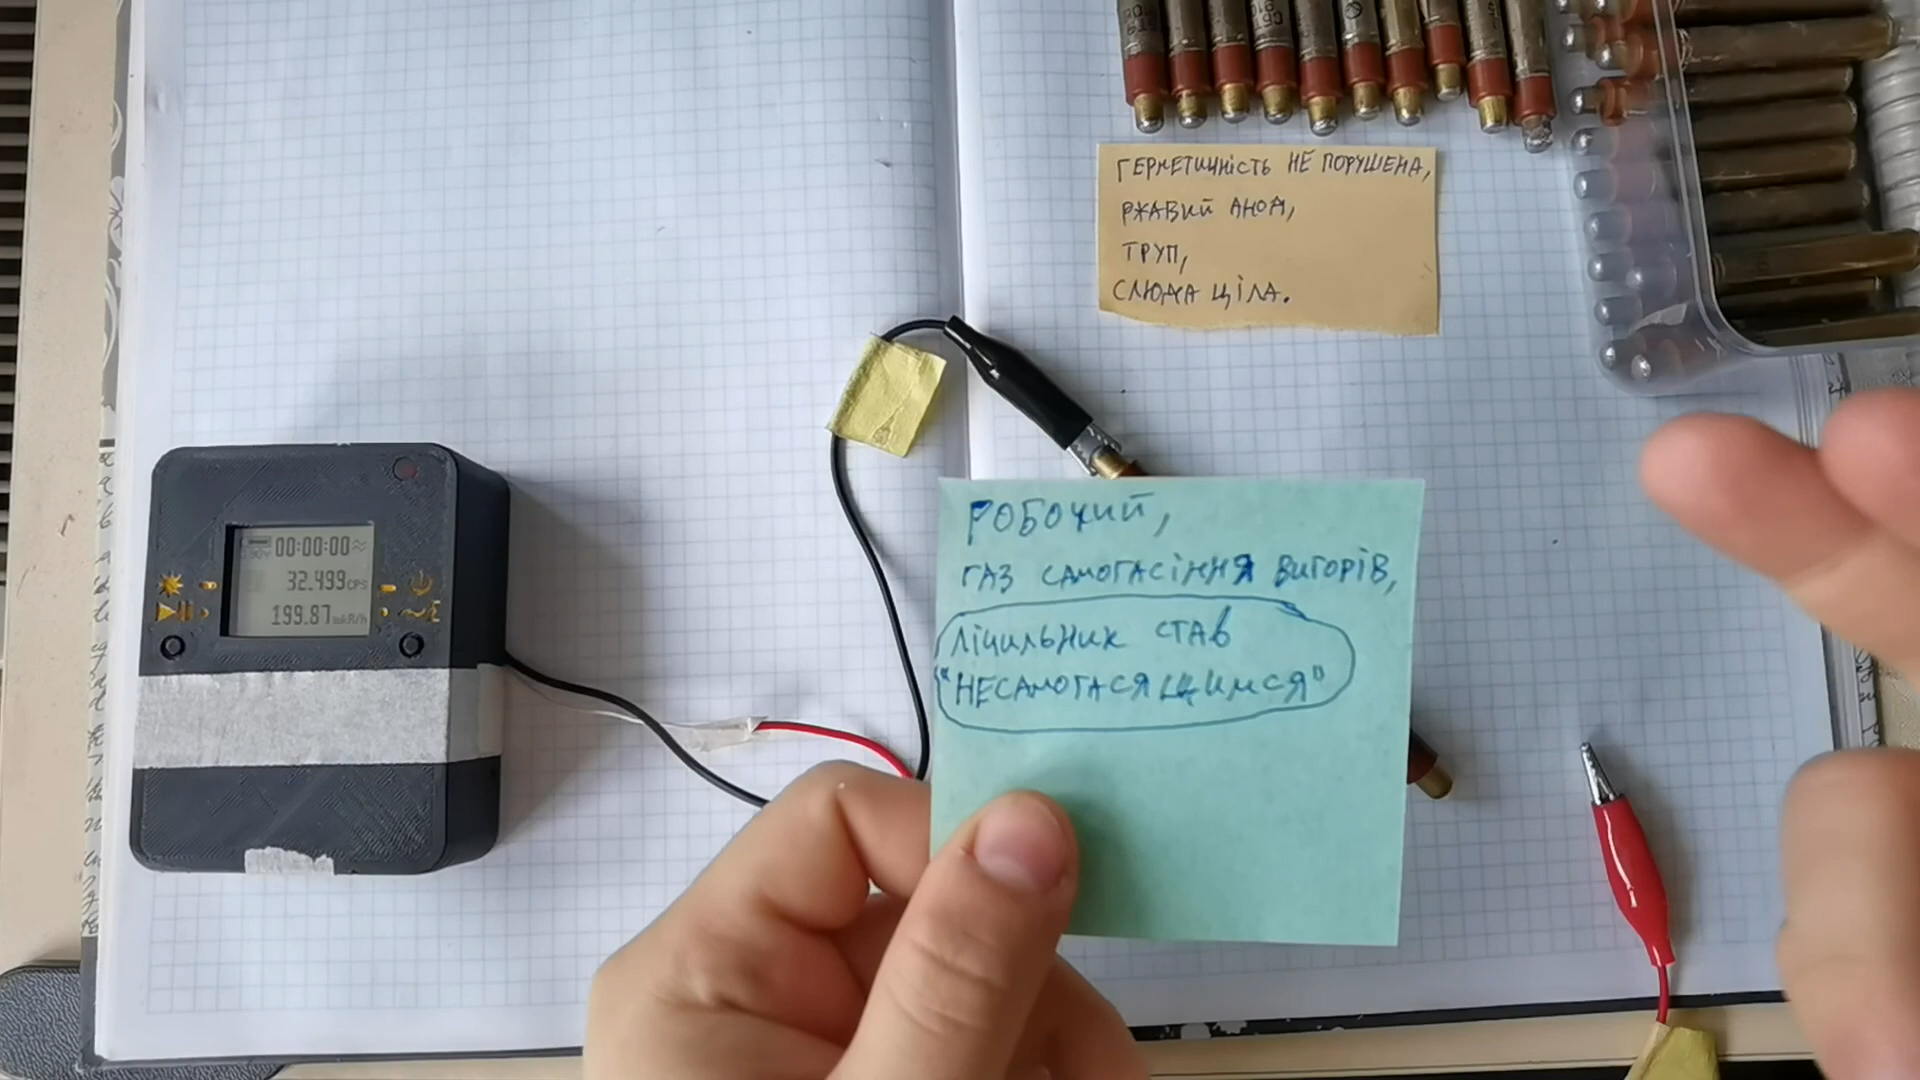 ГЕРМЕТИЧНІСТЬ НЕ ПОРУШЕНА,
РЖАВИЙ АНОД,
ТРУП,
СЛЮДА ЦІЛА.
РОБОЧИЙ,
ГАЗ САМОГАСІННЯ ВИГОРІВ,
ЛІЧИЛЬНИК СТАВ
"НЕСАМОГАСЯЩИМСЯ"
00:00:00
32.499 CPS
199.87 mkR/h